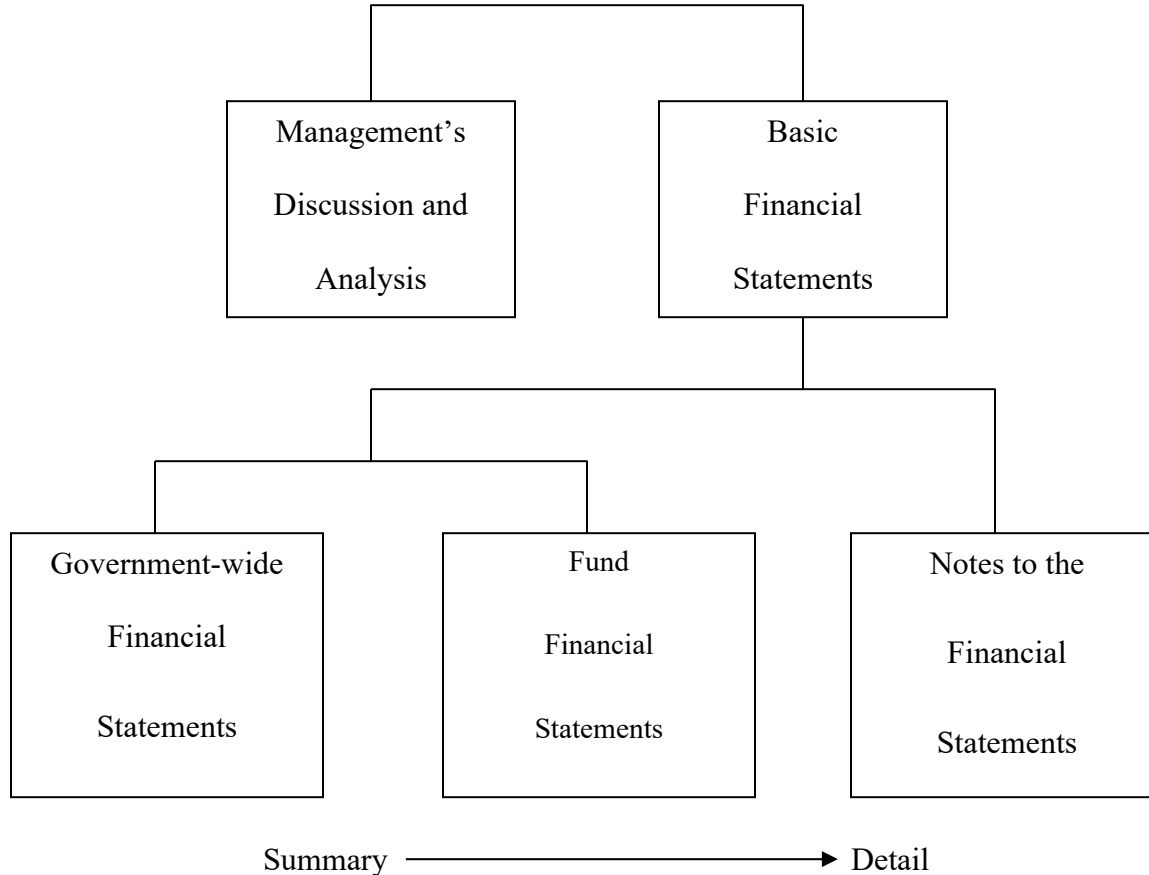 Management’s
Discussion and
Analysis
Basic
Financial
Statements
Government-wide
Financial
Statements
Fund
Financial
Statements
Notes to the
Financial
Statements
Summary
Detail